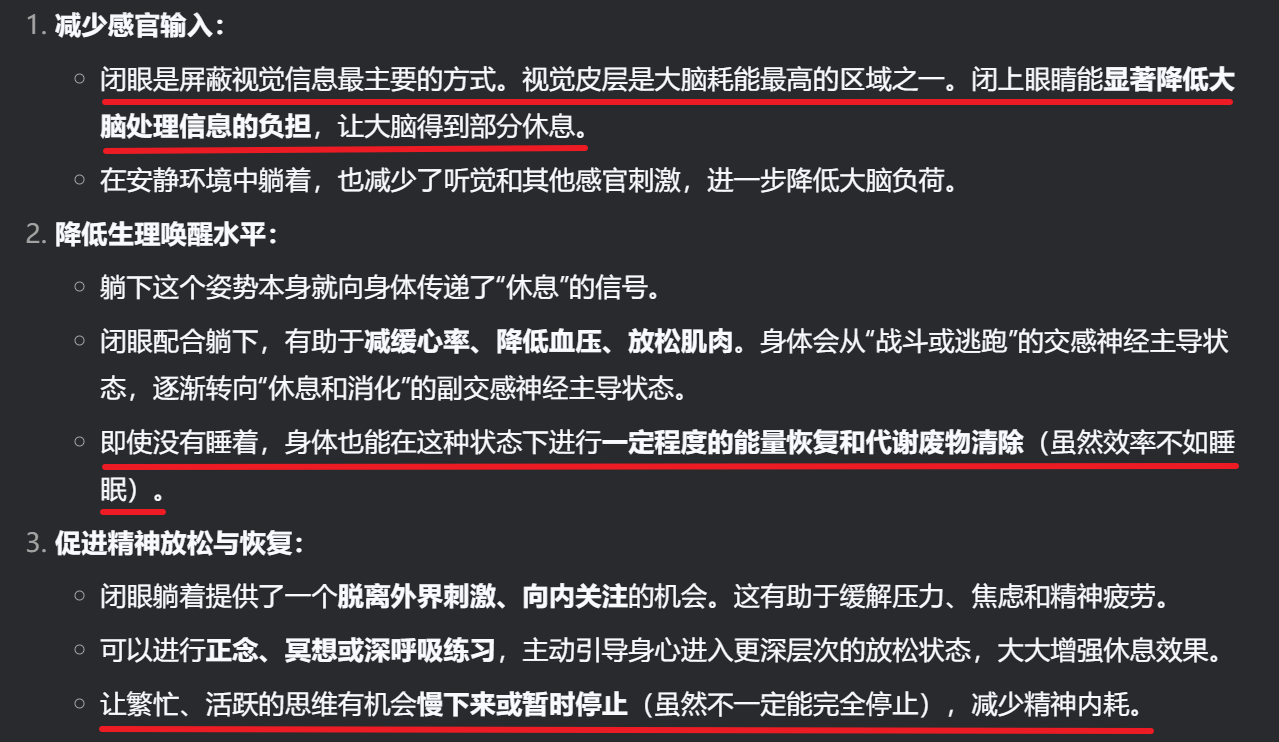 1. 减少感官输入：
○ 闭眼是屏蔽视觉信息最主要的方式。视觉皮层是大脑耗能最高的区域之一。闭上眼睛能显著降低大
脑处理信息的负担，让大脑得到部分休息。
○ 在安静环境中躺着，也减少了听觉和其他感官刺激，进一步降低大脑负荷。
2. 降低生理唤醒水平：
○ 躺下这个姿势本身就向身体传递了“休息”的信号。
○ 闭眼配合躺下，有助于减缓心率、降低血压、放松肌肉。身体会从“战斗或逃跑”的交感神经主导状
态，逐渐转向“休息和消化”的副交感神经主导状态。
○ 即使没有睡着，身体也能在这种状态下进行一定程度的能量恢复和代谢废物清除（虽然效率不如睡
眠）。
3. 促进精神放松与恢复：
○ 闭眼躺着提供了一个脱离外界刺激、向内关注的机会。这有助于缓解压力、焦虑和精神疲劳。
○ 可以进行正念、冥想或深呼吸练习，主动引导身心进入更深层次的放松状态，大大增强休息效果。
○ 让繁忙、活跃的思维有机会慢下来或暂时停止（虽然不一定能完全停止），减少精神内耗。